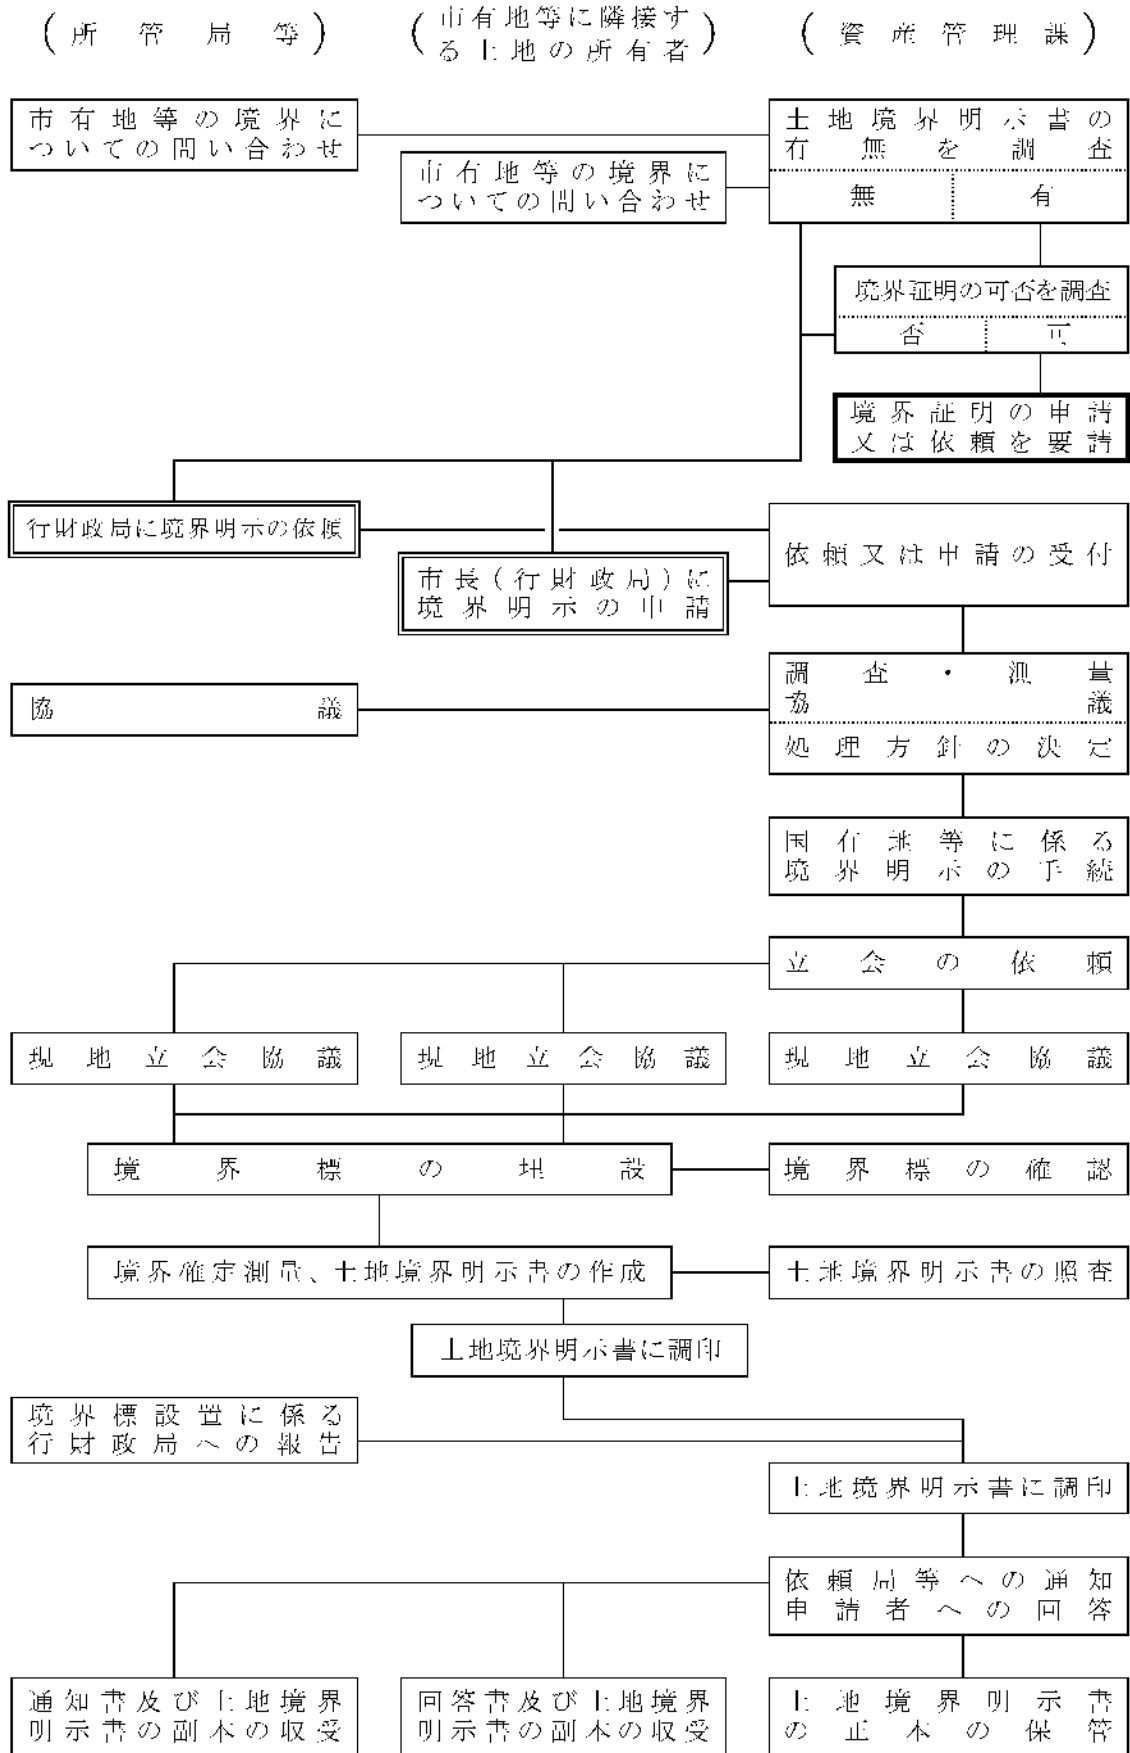 （所管局等）
（市有地等に隣接す
る土地の所有者）
（資産管理課）
市有地等の境界に
ついての問い合わせ
土地境界明示書の
有無を調査
市有地等の境界に
ついての問い合わせ
無
有
境界証明の可否を調査
否
可
境界証明の申請
又は依頼を要請
行財政局に境界明示の依頼
依頼又は申請の受付
市長（行財政局）に
境界明示の申請
調査・測量
協議
協議
処理方針の決定
国有地等に係る
境界明示の手続
立会の依頼
現地立会協議
現地立会協議
現地立会協議
境界標の埋設
境界標の確認
境界確定測量、土地境界明示書の作成
土地境界明示書の照査
土地境界明示書に調印
境界標設置に係る
行財政局への報告
土地境界明示書に調印
依頼局等への通知
申請者への回答
通知書及び土地境界
明示書の副本の収受
回答書及び土地境界
明示書の副本の収受
土地境界明示書
の正本の保管